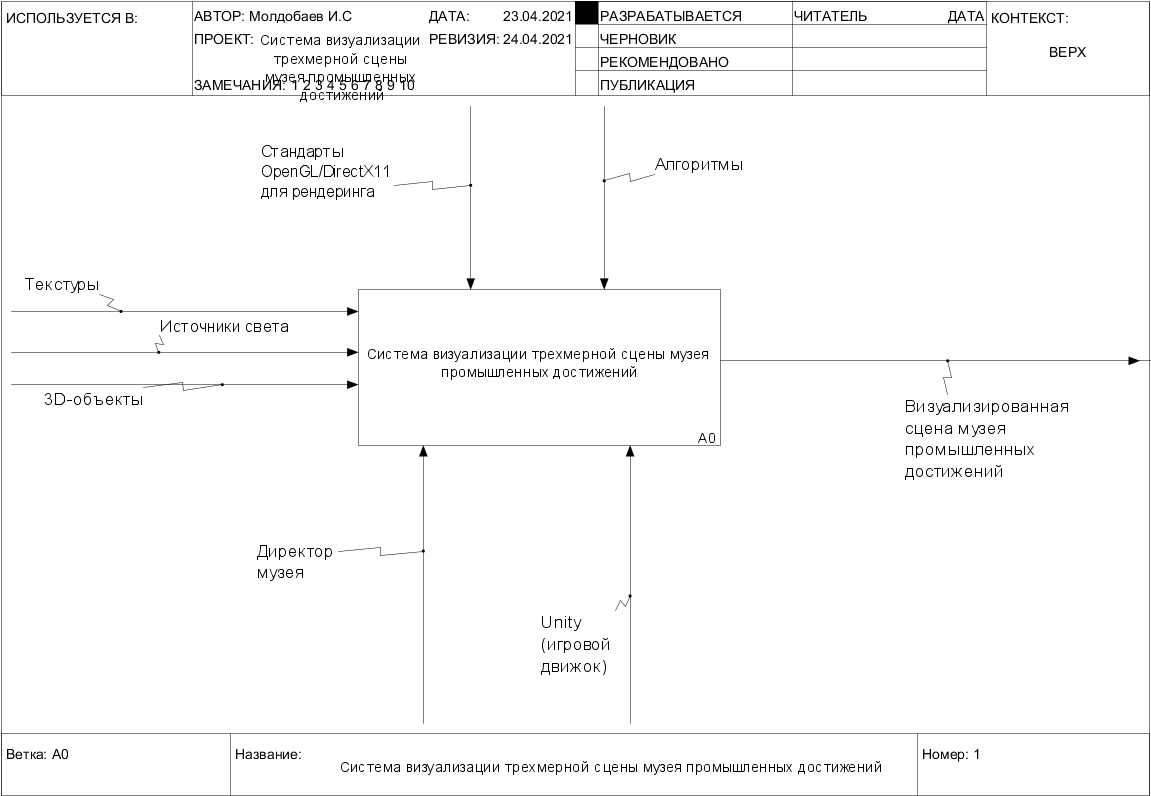 ИСПОЛЬЗУЕТСЯ В:
АВТОР: Молдобаев И.С
ДАТА: 23.04.2021
РАЗРАБАТЫВАЕТСЯ
ЧИТАТЕЛЬ
ДАТА
КОНТЕКСТ:
ПРОЕКТ: Система визуализации
трехмерной сцены
музея промышленных
достижений
РЕВИЗИЯ: 24.04.2021
ЧЕРНОВИК
ВЕРХ
РЕКОМЕНДОВАНО
ЗАМЕЧАНИЯ: 1 2 3 4 5 6 7 8 9 10
ПУБЛИКАЦИЯ
Стандарты
OpenGL/DirectX11
для рендеринга
Алгоритмы
Текстуры
Источники света
3D-объекты
Система визуализации трехмерной сцены музея
промышленных достижений
A0
Визуализированная
сцена музея
промышленных
достижений
Директор
музея
Unity
(игровой
движок)
Ветка: A0
Название:
Система визуализации трехмерной сцены музея промышленных достижений
Номер: 1